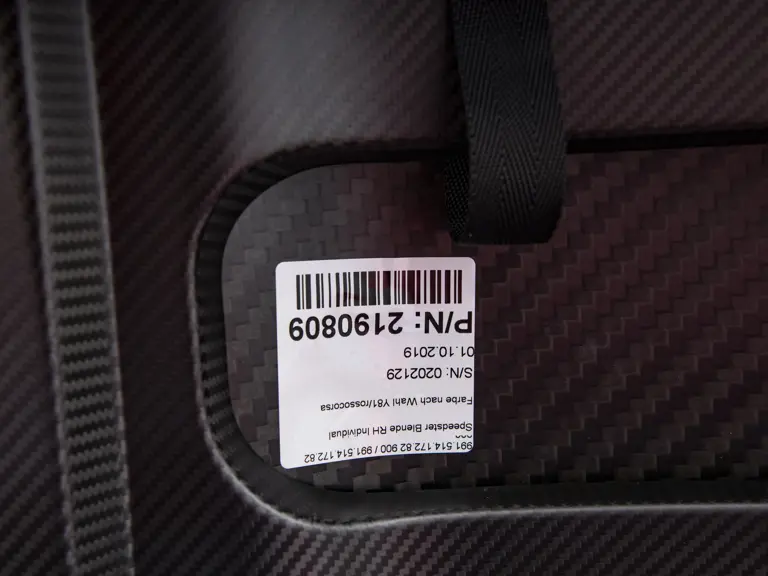 991.514.172.82 900 / 991.514.172.82
Speedster Blende RH Individual
Farbe nach Wahl Y81/rossocorsa
S/N: 0202129
01.10.2019
P/N: 2190809